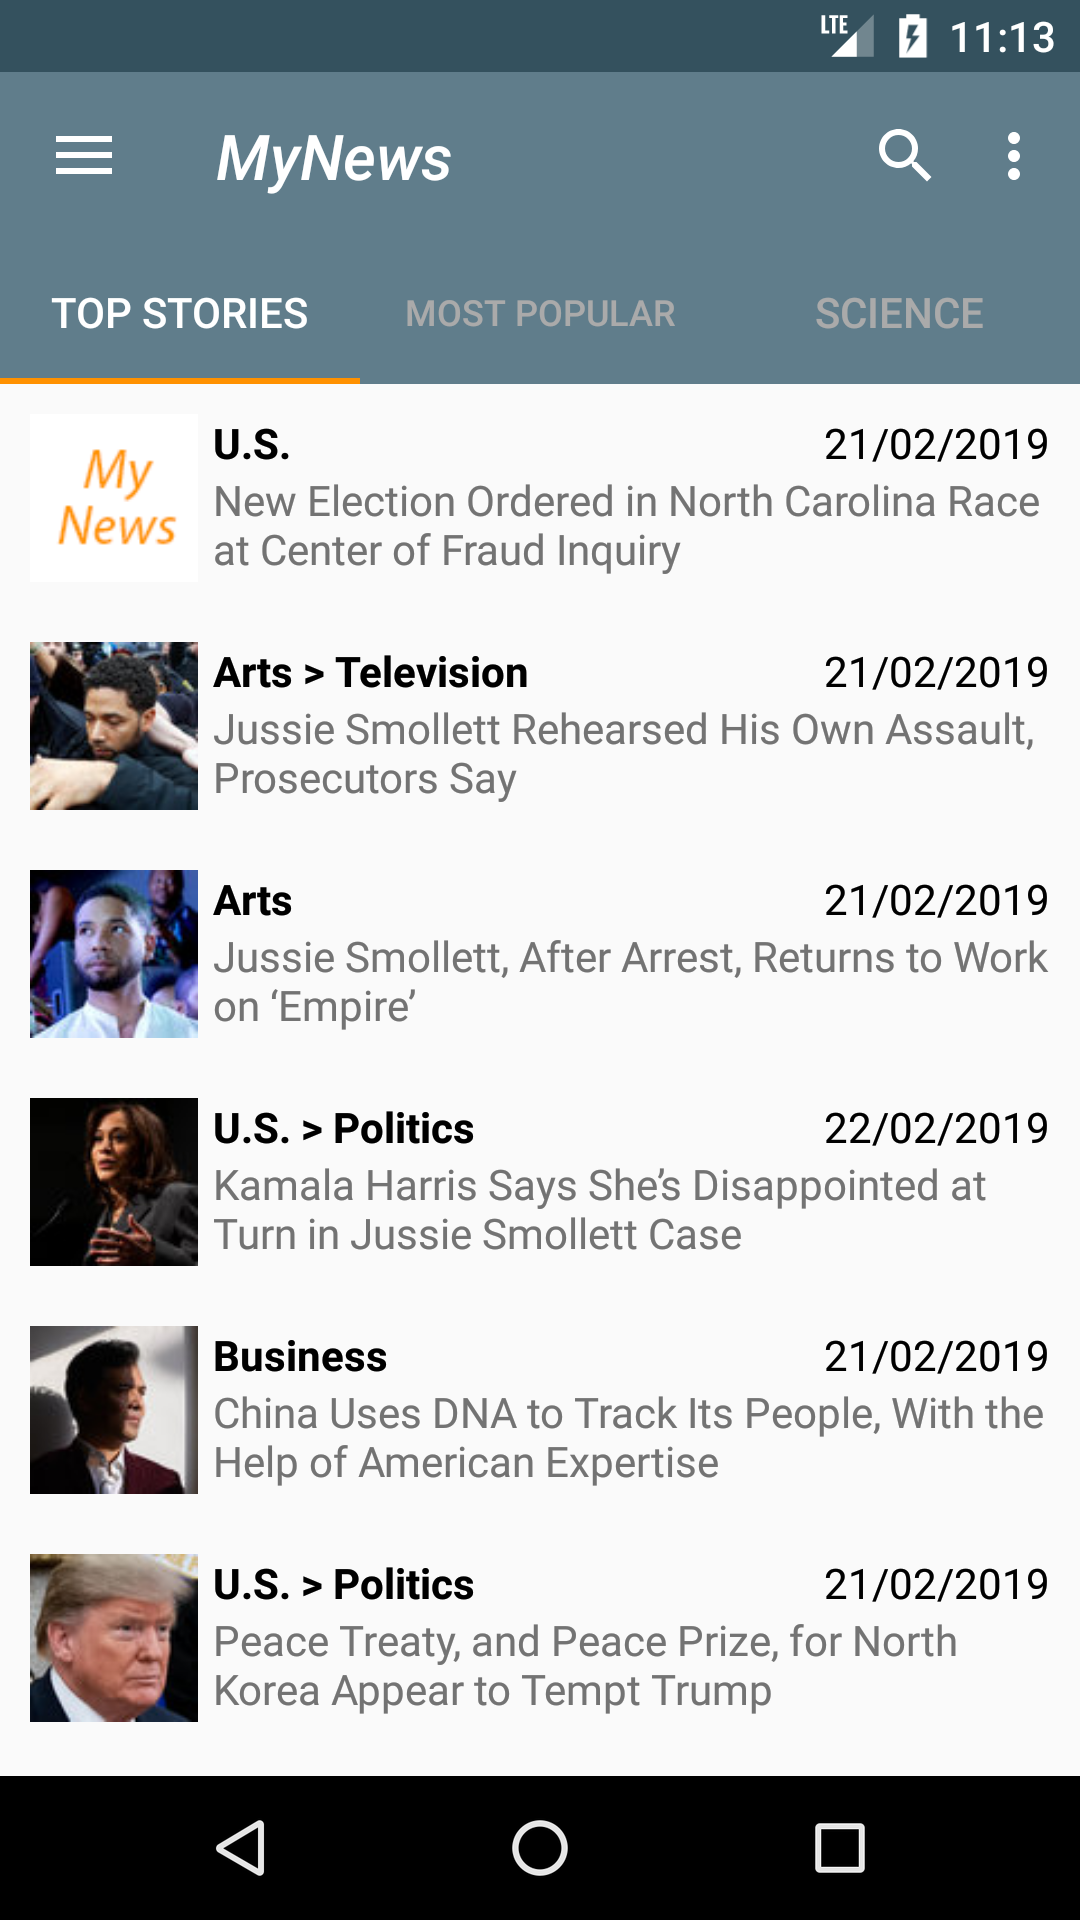 LTE 11:13
MyNews
TOP STORIES MOST POPULAR SCIENCE
My
News
U.S. 21/02/2019
New Election Ordered in North Carolina Race
at Center of Fraud Inquiry
Arts > Television 21/02/2019
Jussie Smollett Rehearsed His Own Assault,
Prosecutors Say
Arts 21/02/2019
Jussie Smollett, After Arrest, Returns to Work
on ‘Empire’
U.S. > Politics 22/02/2019
Kamala Harris Says She’s Disappointed at
Turn in Jussie Smollett Case
Business 21/02/2019
China Uses DNA to Track Its People, With the
Help of American Expertise
U.S. > Politics 21/02/2019
Peace Treaty, and Peace Prize, for North
Korea Appear to Tempt Trump